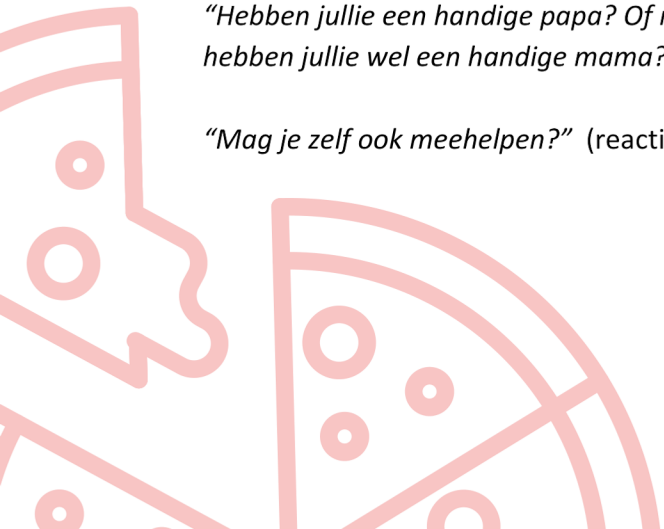 “Hebben jullie een handige papa? Of
hebben jullie wel een handige mama?
“Mag je zelf ook meehelpen?” (reacti